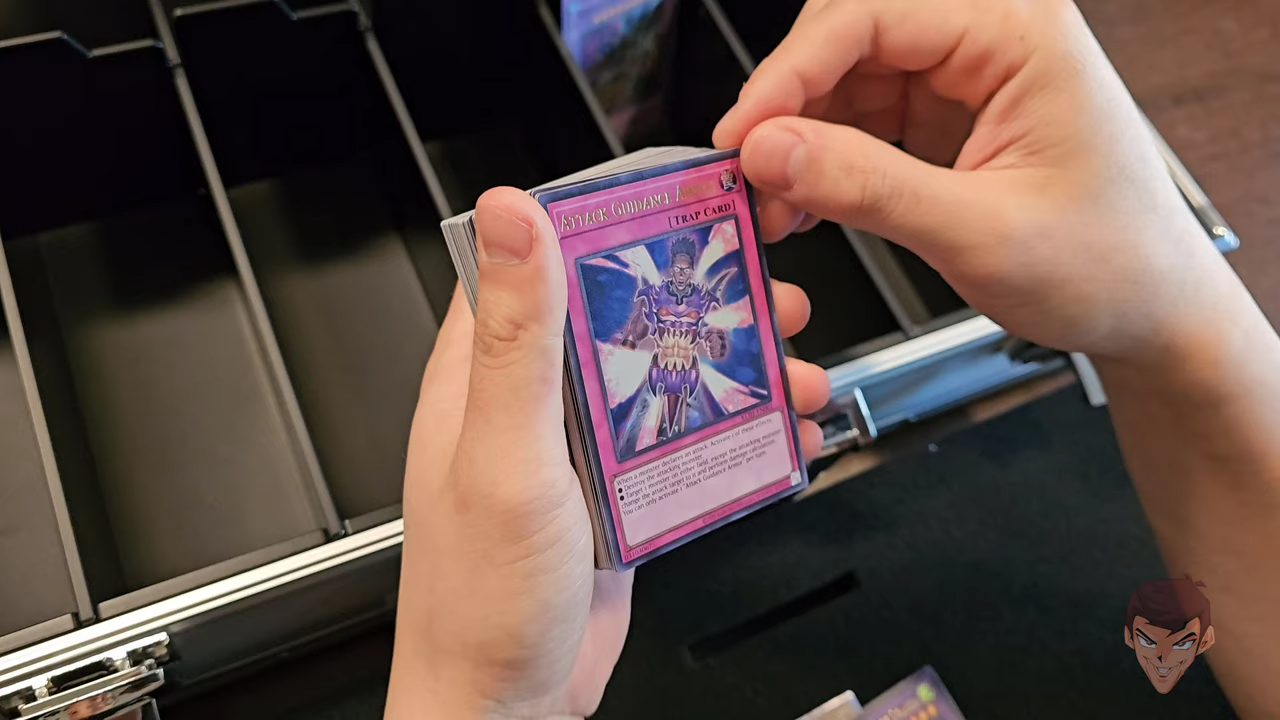 Attack Guidance Armor
[Trap Card]
When a monster declares an attack: Activate 1 of these effects.
● Destroy the attacking monster.
● Target 1 monster on either field, except the attacking monster;
change the attack target to it and perform damage calculation.
You can only activate 1 "Attack Guidance Armor" per turn.